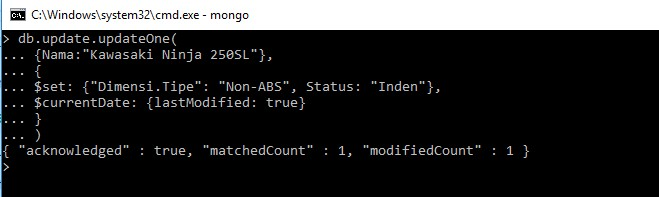 C:\Windows\system32\cmd.exe - mongo
> db.update.updateOne(
... {Nama:"Kawasaki Ninja 250SL"},
... {
... $set: {"Dimensi.Tipe": "Non-ABS", Status: "Inden"},
... $currentDate: {lastModified: true}
... }
... )
{ "acknowledged" : true, "matchedCount" : 1, "modifiedCount" : 1 }
>